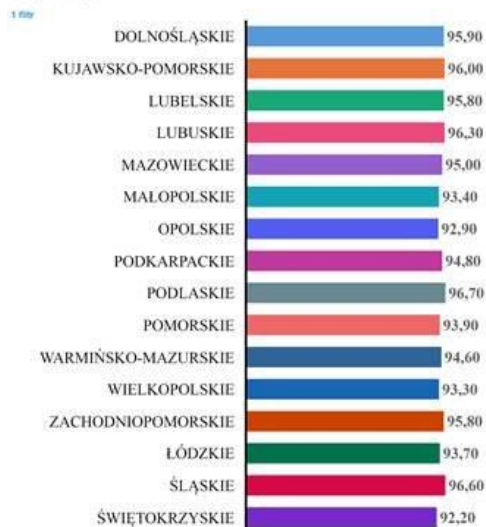 1 filtr
DOLNOŚLĄSKIE 95,90
KUJAWSKO-POMORSKIE 96,00
LUBELSKIE 95,80
LUBUSKIE 96,30
MAZOWIECKIE 95,00
MAŁOPOLSKIE 93,40
OPOLSKIE 92,90
PODKARPACKIE 94,80
PODLASKIE 96,70
POMORSKIE 93,90
WARMIŃSKO-MAZURSKIE 94,60
WIELKOPOLSKIE 93,30
ZACHODNIOPOMORSKIE 95,80
ŁÓDZKIE 93,70
ŚLĄSKIE 96,60
ŚWIĘTOKRZYSKIE 92,20